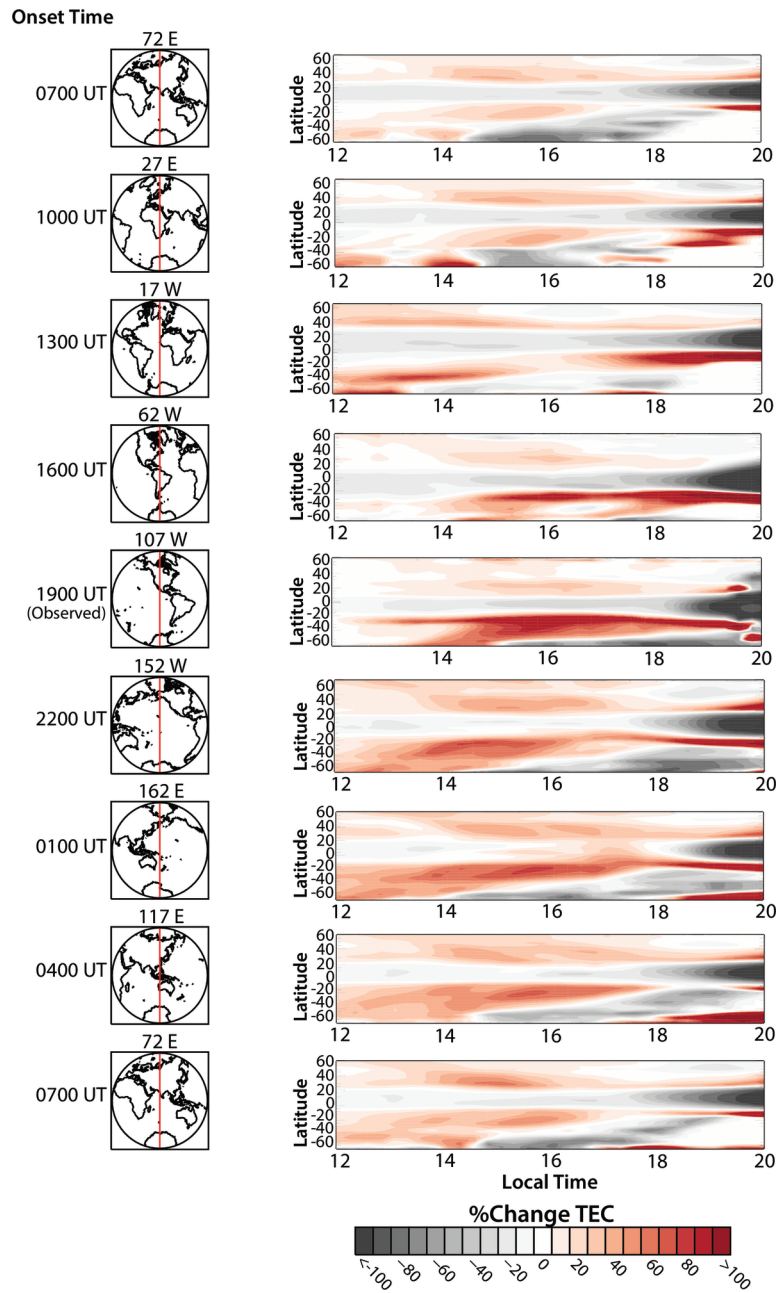 Onset Time
72 E
0700 UT
Latitude
60
40
20
0
-20
-40
-60
12 14 16 18 20
27 E
1000 UT
Latitude
60
40
20
0
-20
-40
-60
12 14 16 18 20
17 W
1300 UT
Latitude
60
40
20
0
-20
-40
-60
12 14 16 18 20
62 W
1600 UT
Latitude
60
40
20
0
-20
-40
-60
12 14 16 18 20
107 W
1900 UT
(Observed)
Latitude
60
40
20
0
-20
-40
-60
14 16 18 20
152 W
2200 UT
Latitude
60
40
20
0
-20
-40
-60
12 14 16 18 20
162 E
0100 UT
Latitude
60
40
20
0
-20
-40
-60
12 14 16 18 20
117 E
0400 UT
Latitude
60
40
20
0
-20
-40
-60
12 14 16 18 20
72 E
0700 UT
Latitude
60
40
20
0
-20
-40
-60
12 14 16 18 20
Local Time
%Change TEC
<-100 -80 -60 -40 -20 0 20 40 60 80 >100